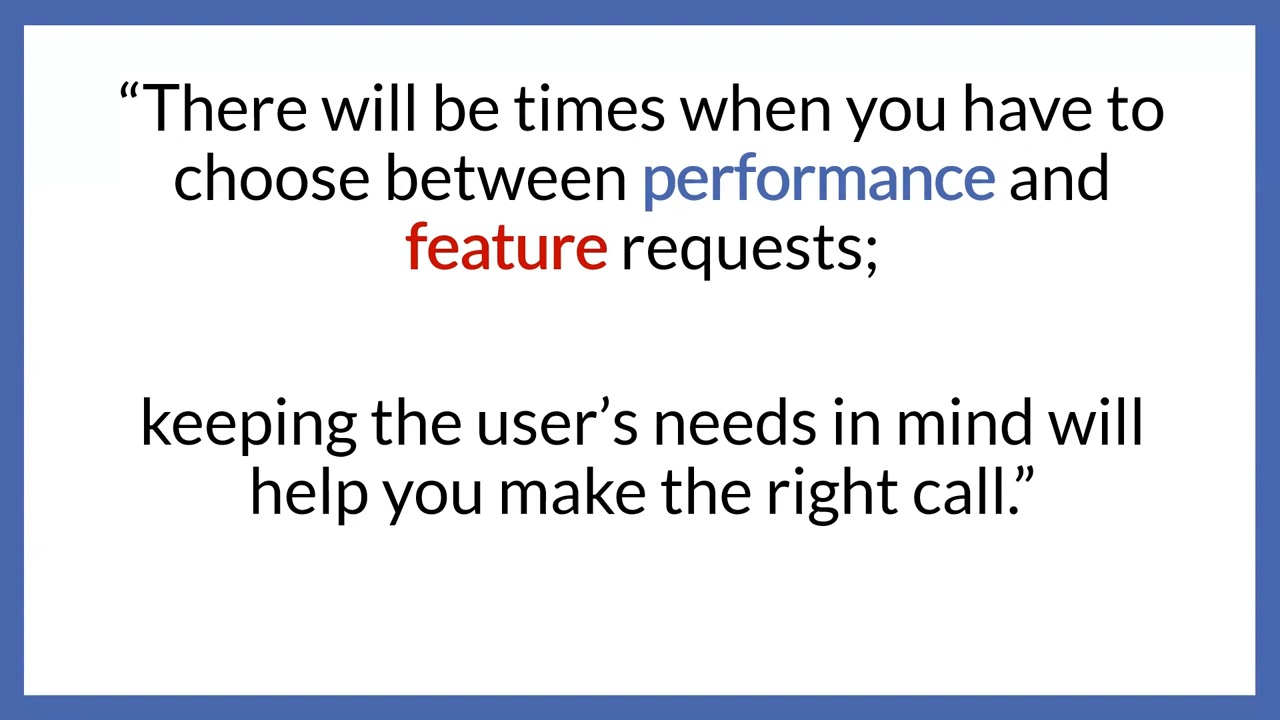 “There will be times when you have to
choose between performance and
feature requests;
keeping the user’s needs in mind will
help you make the right call.”